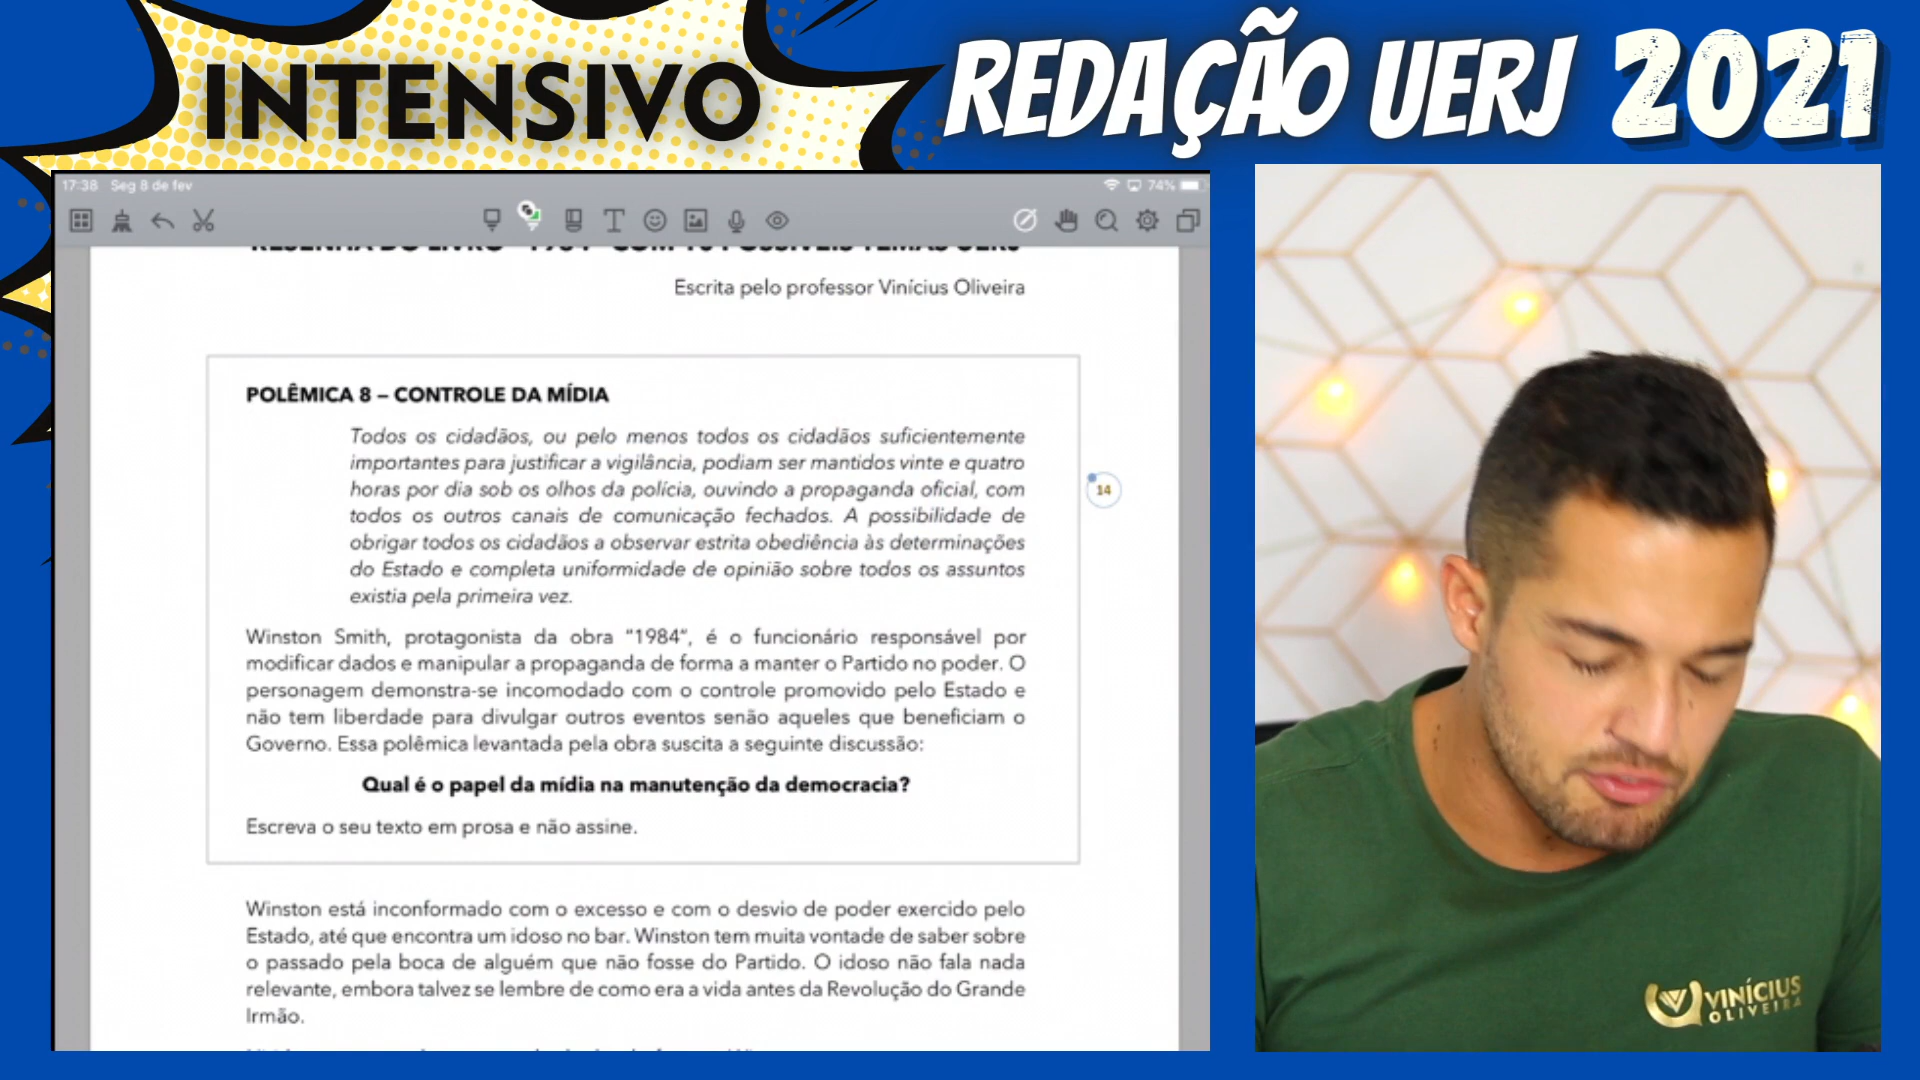 INTENSIVO
REDAÇÃO UERJ 2021
17:38 Seg 8 de fev
74%
RESENHA DO LIVRO "1984" COM 10 POSSÍVEIS TEMAS UERJ
Escrita pelo professor Vinícius Oliveira
POLÊMICA 8 – CONTROLE DA MÍDIA
Todos os cidadãos, ou pelo menos todos os cidadãos suficientemente
importantes para justificar a vigilância, podiam ser mantidos vinte e quatro
horas por dia sob os olhos da polícia, ouvindo a propaganda oficial, com
todos os outros canais de comunicação fechados. A possibilidade de
obrigar todos os cidadãos a observar estrita obediência às determinações
do Estado e completa uniformidade de opinião sobre todos os assuntos
existia pela primeira vez.
14
Winston Smith, protagonista da obra "1984", é o funcionário responsável por
modificar dados e manipular a propaganda de forma a manter o Partido no poder. O
personagem demonstra-se incomodado com o controle promovido pelo Estado e
não tem liberdade para divulgar outros eventos senão aqueles que beneficiam o
Governo. Essa polêmica levantada pela obra suscita a seguinte discussão:
Qual é o papel da mídia na manutenção da democracia?
Escreva o seu texto em prosa e não assine.
Winston está inconformado com o excesso e com o desvio de poder exercido pelo
Estado, até que encontra um idoso no bar. Winston tem muita vontade de saber sobre
o passado pela boca de alguém que não fosse do Partido. O idoso não fala nada
relevante, embora talvez se lembre de como era a vida antes da Revolução do Grande
Irmão.
VINÍCIUS
OLIVEIRA